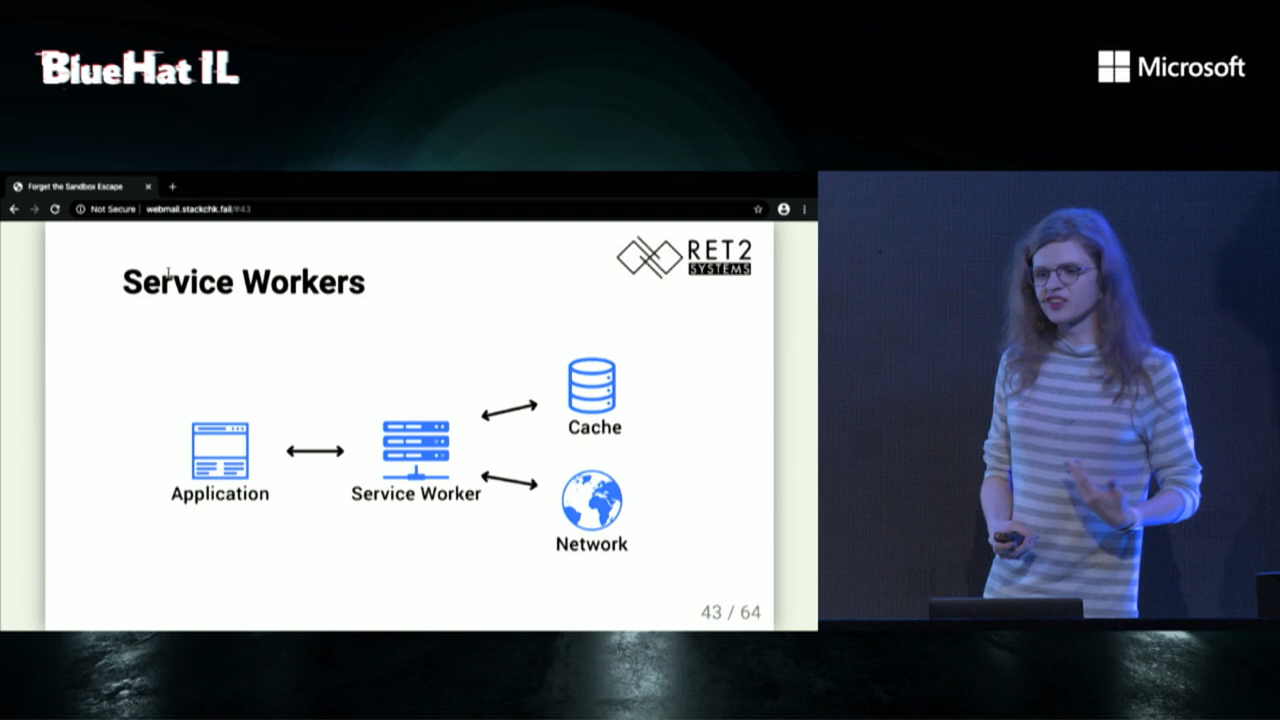 BlueHat IL
Microsoft
Forget the Sandbox Escape
Not Secure
webmail.stackchk.fail/#43
RET2
SYSTEMS
Service Workers
Cache
Application
Service Worker
Network
43 / 64